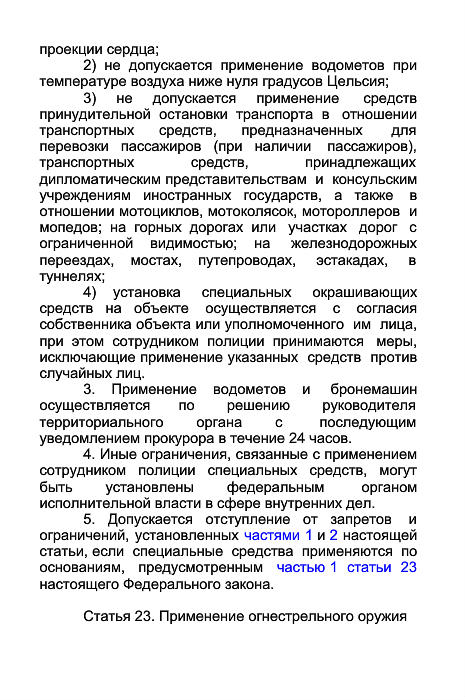 проекции сердца;
2) не допускается применение водометов при
температуре воздуха ниже нуля градусов Цельсия;
3) не допускается применение средств
принудительной остановки транспорта в отношении
транспортных средств, предназначенных для
перевозки пассажиров (при наличии пассажиров),
транспортных средств, принадлежащих
дипломатическим представительствам и консульским
учреждениям иностранных государств, а также в
отношении мотоциклов, мотоколясок, мотороллеров и
мопедов; на горных дорогах или участках дорог с
ограниченной видимостью; на железнодорожных
переездах, мостах, путепроводах, эстакадах, в
туннелях;
4) установка специальных окрашивающих
средств на объекте осуществляется с согласия
собственника объекта или уполномоченного им лица,
при этом сотрудником полиции принимаются меры,
исключающие применение указанных средств против
случайных лиц.
3. Применение водометов и бронемашин
осуществляется по решению руководителя
территориального органа с последующим
уведомлением прокурора в течение 24 часов.
4. Иные ограничения, связанные с применением
сотрудником полиции специальных средств, могут
быть установлены федеральным органом
исполнительной власти в сфере внутренних дел.
5. Допускается отступление от запретов и
ограничений, установленных частями 1 и 2 настоящей
статьи, если специальные средства применяются по
основаниям, предусмотренным частью 1 статьи 23
настоящего Федерального закона.
Статья 23. Применение огнестрельного оружия